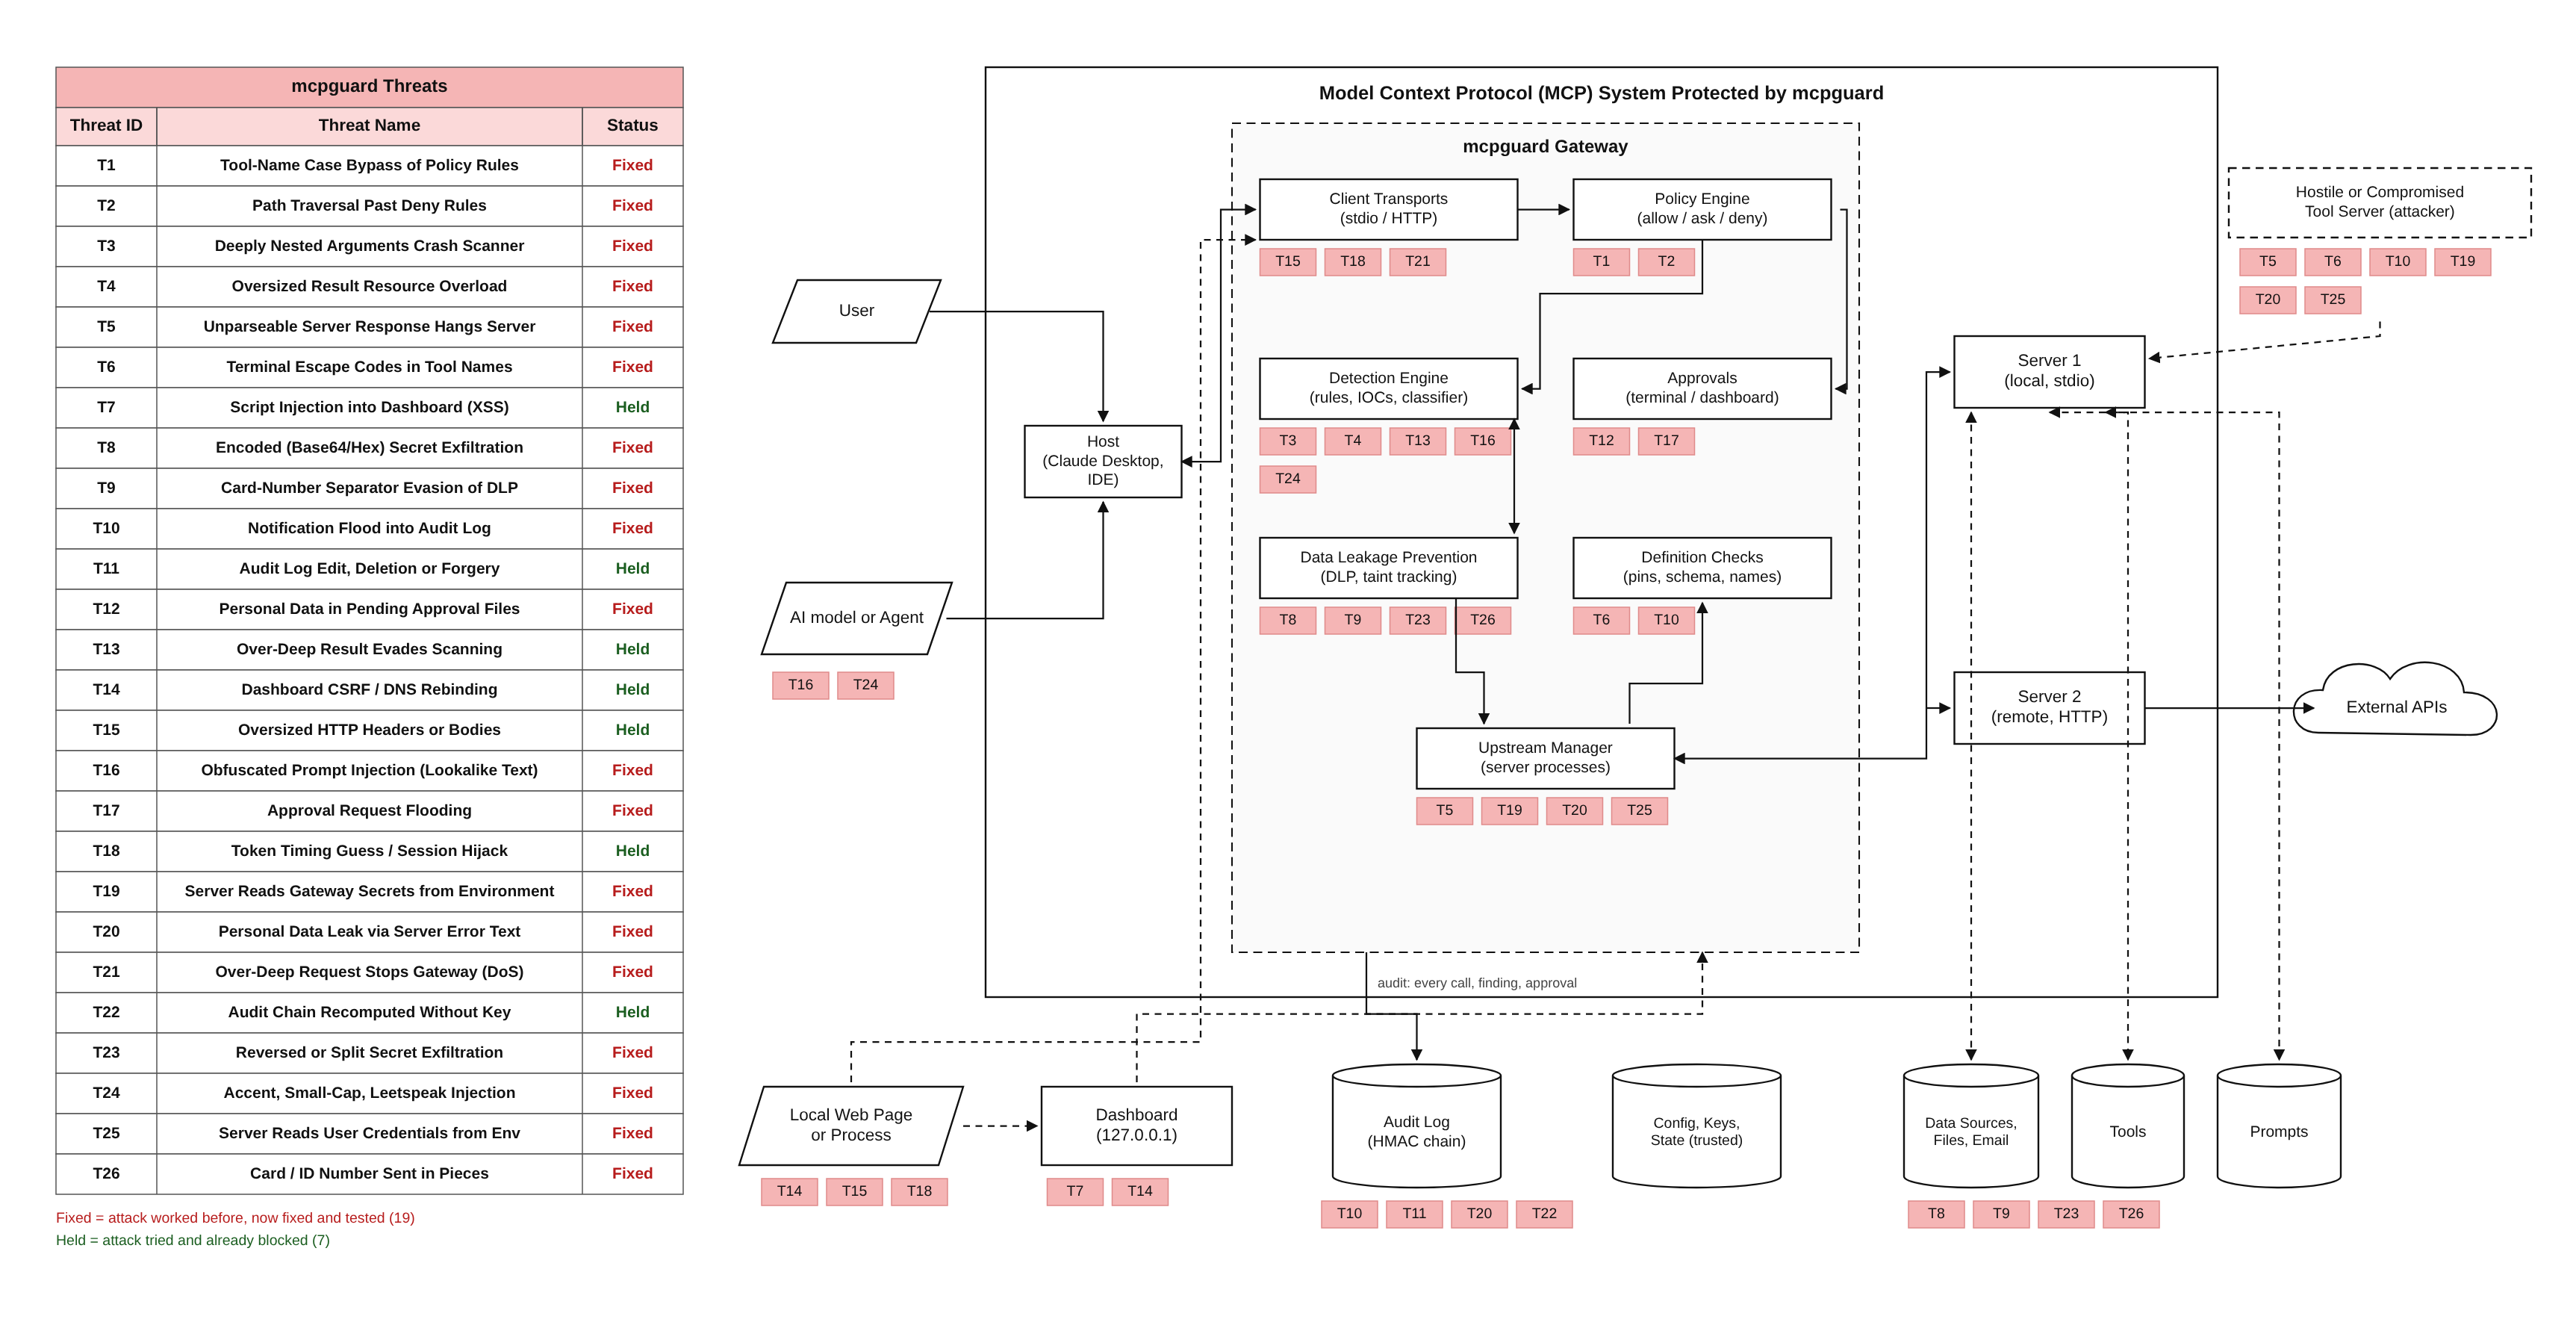 mcpguard Threats
Threat ID Threat Name Status
T1 Tool-Name Case Bypass of Policy Rules Fixed
T2 Path Traversal Past Deny Rules Fixed
T3 Deeply Nested Arguments Crash Scanner Fixed
T4 Oversized Result Resource Overload Fixed
T5 Unparseable Server Response Hangs Server Fixed
T6 Terminal Escape Codes in Tool Names Fixed
T7 Script Injection into Dashboard (XSS) Held
T8 Encoded (Base64/Hex) Secret Exfiltration Fixed
T9 Card-Number Separator Evasion of DLP Fixed
T10 Notification Flood into Audit Log Fixed
T11 Audit Log Edit, Deletion or Forgery Held
T12 Personal Data in Pending Approval Files Fixed
T13 Over-Deep Result Evades Scanning Held
T14 Dashboard CSRF / DNS Rebinding Held
T15 Oversized HTTP Headers or Bodies Held
T16 Obfuscated Prompt Injection (Lookalike Text) Fixed
T17 Approval Request Flooding Fixed
T18 Token Timing Guess / Session Hijack Held
T19 Server Reads Gateway Secrets from Environment Fixed
T20 Personal Data Leak via Server Error Text Fixed
T21 Over-Deep Request Stops Gateway (DoS) Fixed
T22 Audit Chain Recomputed Without Key Held
T23 Reversed or Split Secret Exfiltration Fixed
T24 Accent, Small-Cap, Leetspeak Injection Fixed
T25 Server Reads User Credentials from Env Fixed
T26 Card / ID Number Sent in Pieces Fixed
Fixed = attack worked before, now fixed and tested (19)
Held = attack tried and already blocked (7)
Model Context Protocol (MCP) System Protected by mcpguard
mcpguard Gateway
Client Transports
(stdio / HTTP)
T15 T18 T21
Policy Engine
(allow / ask / deny)
T1 T2
Hostile or Compromised
Tool Server (attacker)
T5 T6 T10 T19
T20 T25
User
Detection Engine
(rules, IOCs, classifier)
T3 T4 T13 T16
T24
Approvals
(terminal / dashboard)
T12 T17
Server 1
(local, stdio)
Host
(Claude Desktop,
IDE)
AI model or Agent
T16 T24
Data Leakage Prevention
(DLP, taint tracking)
T8 T9 T23 T26
Definition Checks
(pins, schema, names)
T6 T10
Server 2
(remote, HTTP)
External APIs
Upstream Manager
(server processes)
T5 T19 T20 T25
audit: every call, finding, approval
Local Web Page
or Process
T14 T15 T18
Dashboard
(127.0.0.1)
T7 T14
Audit Log
(HMAC chain)
T10 T11 T20 T22
Config, Keys,
State (trusted)
Data Sources,
Files, Email
Tools
Prompts
T8 T9 T23 T26